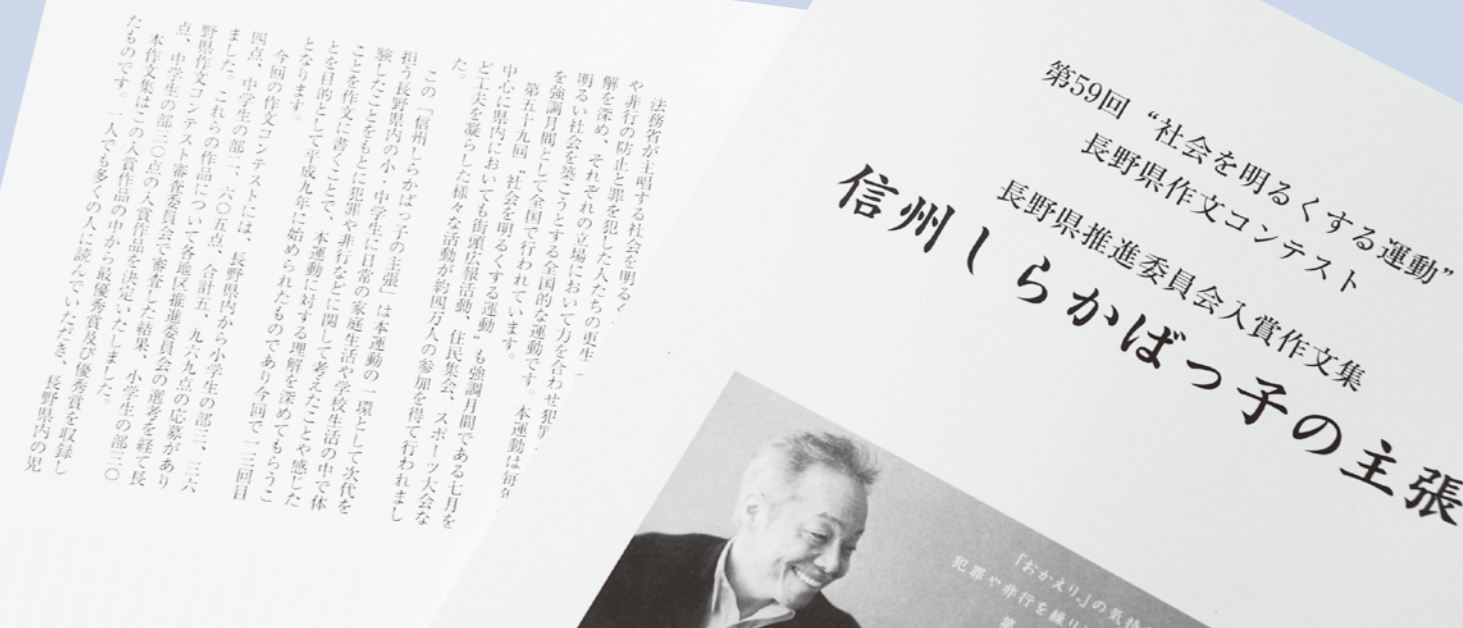 法務省が主唱する社会を明るく
や非行の防止と罪を犯した人たちの更生
解を深め、それぞれの立場において力を合わせ犯罪
明るい社会を築こうとする全国的な運動です。本運動は毎年
を強調月間として全国で行われています。
第五十九回〝社会を明るくする運動〟も強調月間である七月を
中心に県内においても街頭広報活動、住民集会、スポーツ大会な
ど工夫を凝らした様々な活動が約四万人の参加を得て行われまし
た。
この「信州しらかばっ子の主張」は本運動の一環として次代を
担う長野県内の小・中学生に日常の家庭生活や学校生活の中で体
験したことをもとに犯罪や非行などに関して考えたことや感じた
ことを作文に書くことで、本運動に対する理解を深めてもらうこ
とを目的として平成九年に始められたものであり今回で一三回目
となります。
今回の作文コンテストには、長野県内から小学生の部三、三六
四点、中学生の部二、六〇五点、合計五、九六九点の応募があり
ました。これらの作品について各地区推進委員会の選考を経て長
野県作文コンテスト審査委員会で審査した結果、小学生の部三〇
点、中学生の部三〇点の入賞作品を決定いたしました。
本作文集はこの入賞作品の中から最優秀賞及び優秀賞を収録し
たものです。一人でも多くの人に読んでいただき、長野県内の児
第59回 “社会を明るくする運動”
長野県作文コンテスト
長野県推進委員会入賞作文集
信州しらかばっ子の主張
「おかえり。」の気持
犯罪や非行を繰り